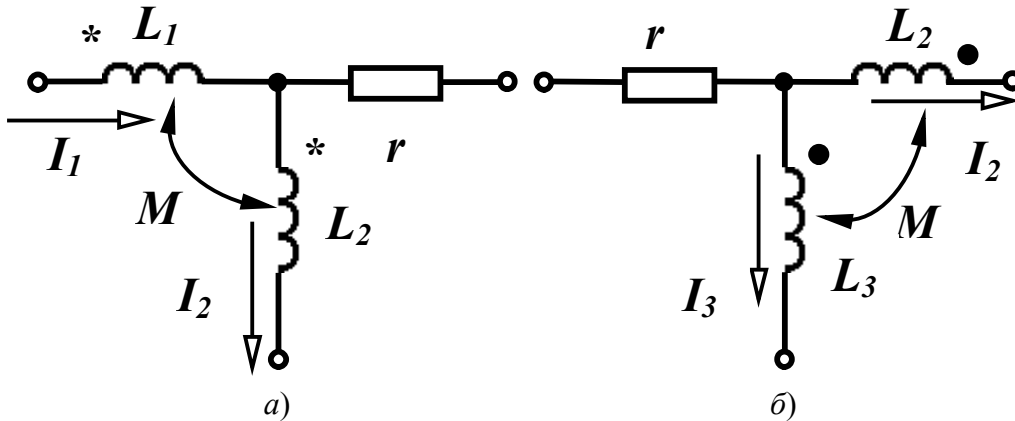 * L1 r L2
I1 * r I2
M M
L2 L3
I2 I3
а) б)